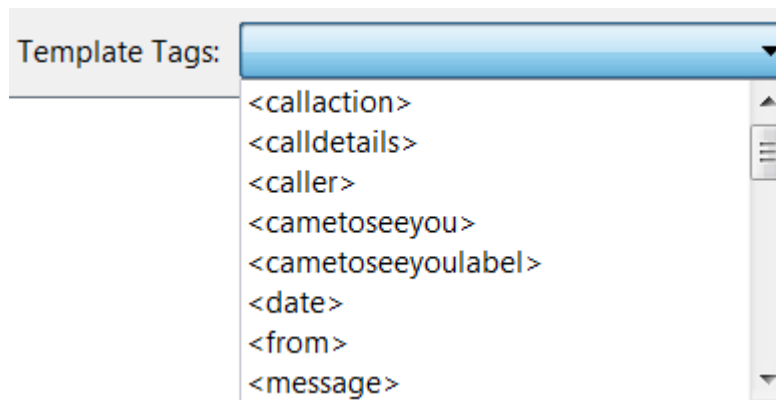 Template Tags:
<callaction>
<calldetails>
<caller>
<cametoseeyou>
<cametoseeyoulabel>
<date>
<from>
<message>